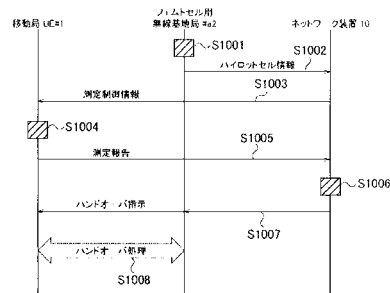 フェムトセル用
移動局 UE#1
無線基地局 #a2
ネットワーク装置 10
S1001
S1002
パイロットセル情報
S1003
測定制御情報
S1004
S1005
測定報告
S1006
ハンドオーバ指示
S1007
ハンドオーバ処理
S1008